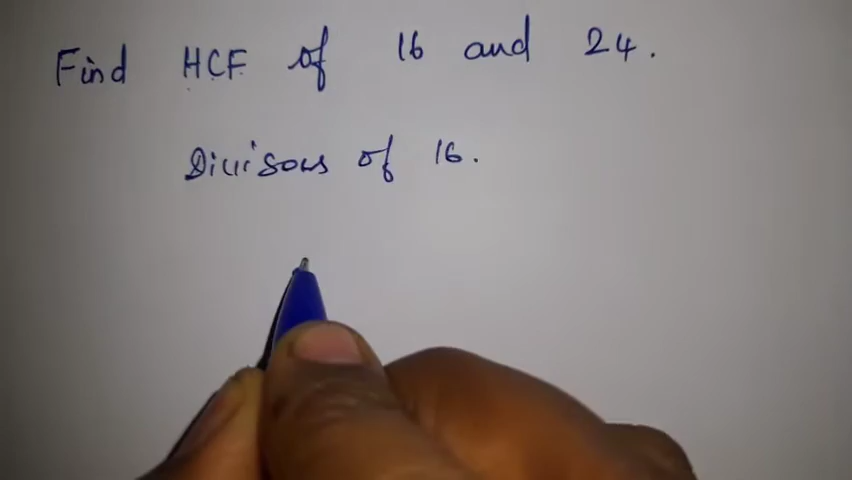 Find HCF of 16 and 24.
Divisors of 16.